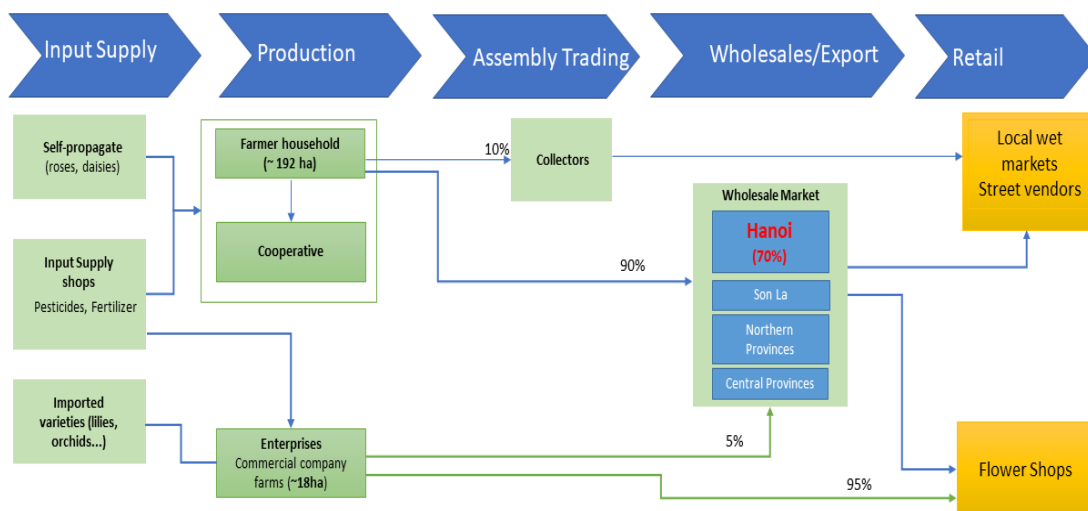 Input Supply
Production
Assembly Trading
Wholesales/Export
Retail
Self-propagate
(roses, daisies)
Farmer household
(~ 192 ha)
10%
Collectors
Local wet
markets
Street vendors
Cooperative
Wholesale Market
Hanoi
(70%)
Input Supply
shops
Pesticides, Fertilizer
90%
Son La
Northern
Provinces
Central Provinces
Imported
varieties (lilies,
orchids...)
Enterprises
Commercial company
farms (~18ha)
5%
95%
Flower Shops